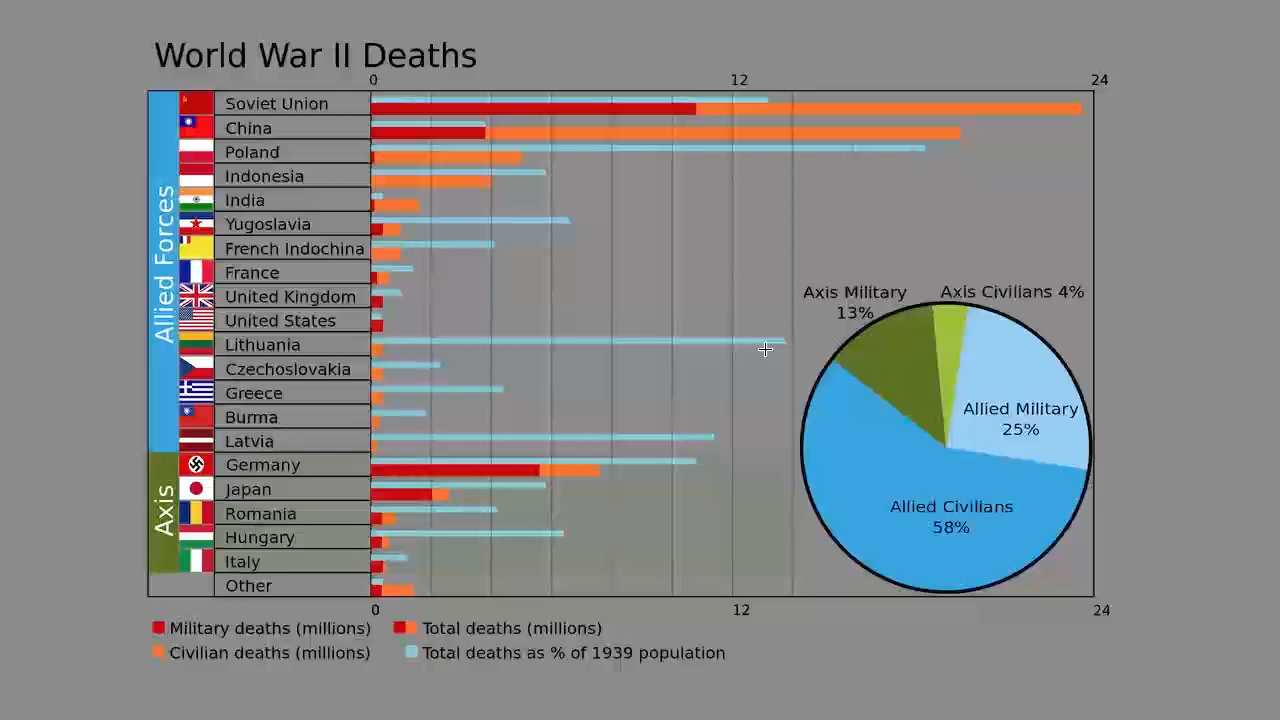 World War II Deaths
0 12 24
Soviet Union
China
Poland
Indonesia
India
Yugoslavia
French Indochina
France
United Kingdom
United States
Lithuania
Czechoslovakia
Greece
Burma
Latvia
Germany
Japan
Romania
Hungary
Italy
Other
Allied Forces
Axis
0 12 24
Axis Military
13%
Axis Civilians 4%
Allied Military
25%
Allied Civilians
58%
Military deaths (millions) Total deaths (millions)
Civilian deaths (millions) Total deaths as % of 1939 population